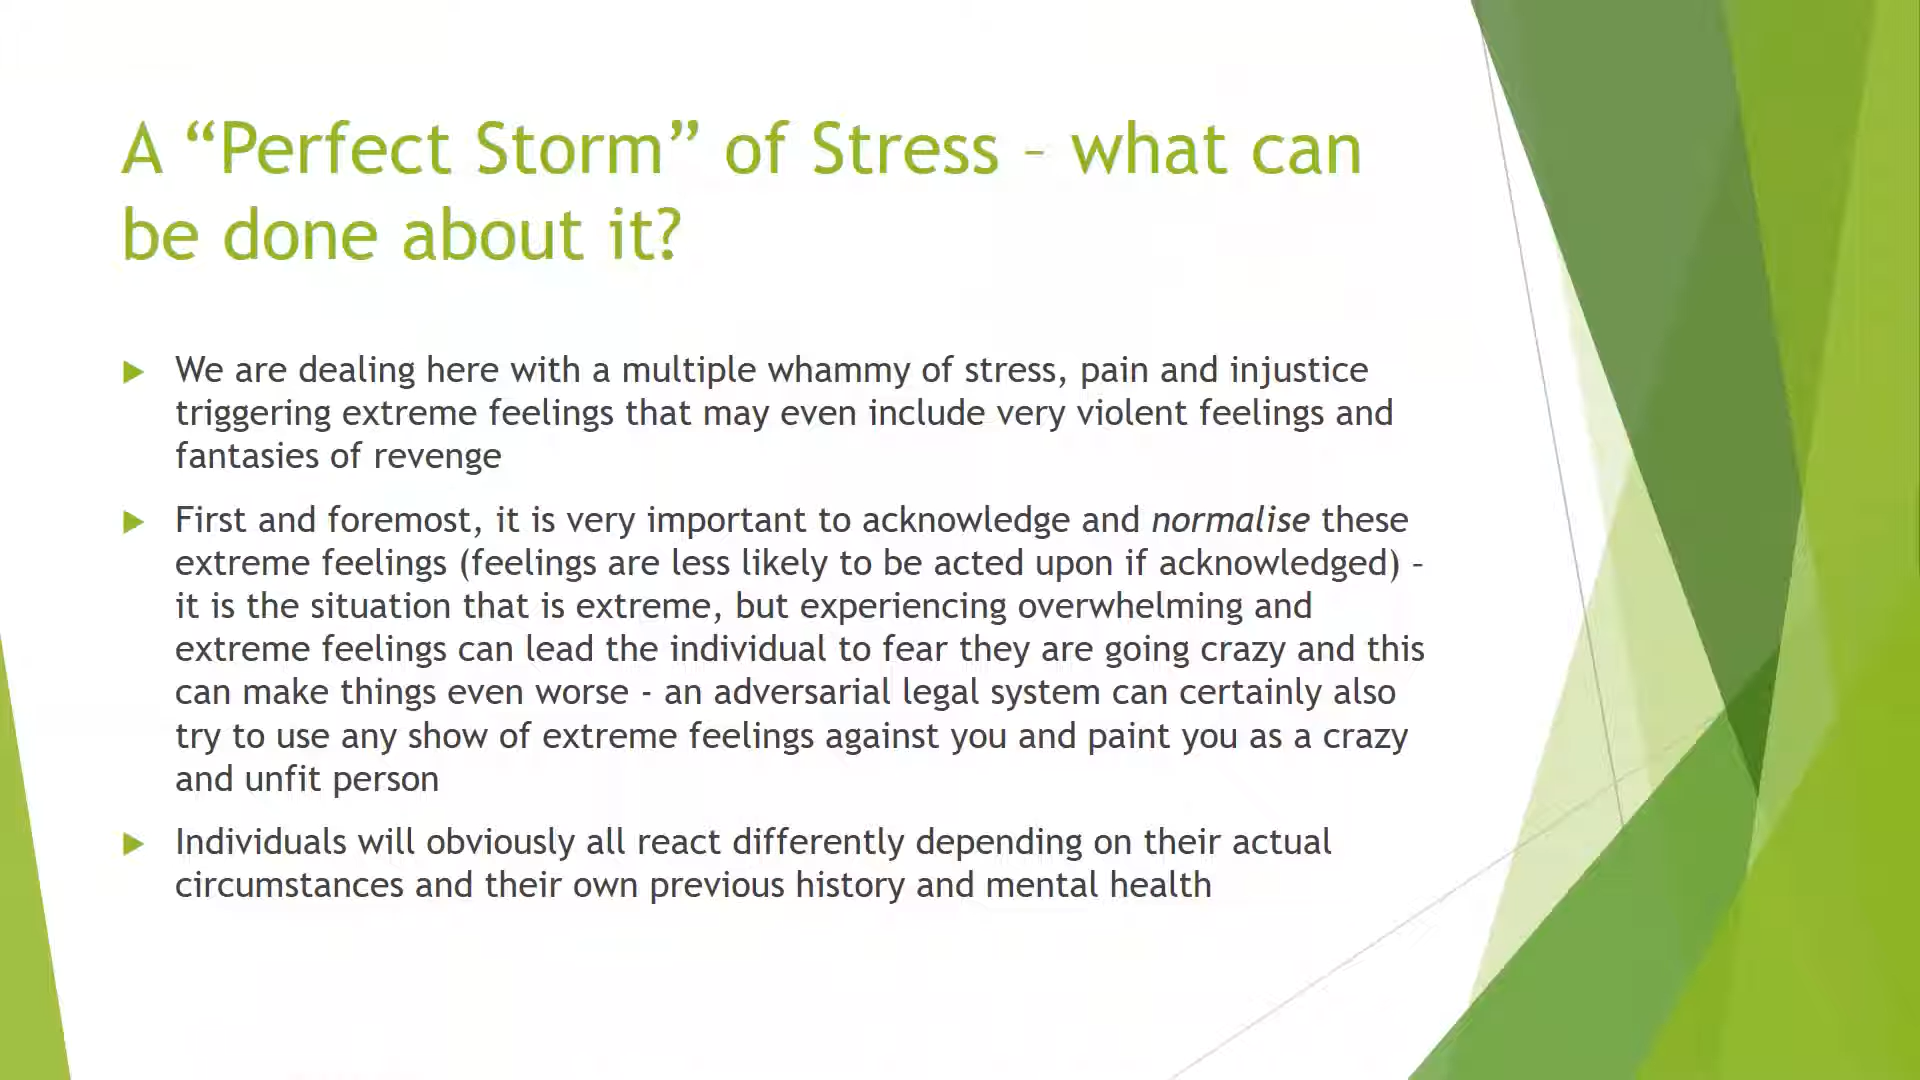 A “Perfect Storm” of Stress – what can
be done about it?
We are dealing here with a multiple whammy of stress, pain and injustice
triggering extreme feelings that may even include very violent feelings and
fantasies of revenge
First and foremost, it is very important to acknowledge and normalise these
extreme feelings (feelings are less likely to be acted upon if acknowledged) –
it is the situation that is extreme, but experiencing overwhelming and
extreme feelings can lead the individual to fear they are going crazy and this
can make things even worse - an adversarial legal system can certainly also
try to use any show of extreme feelings against you and paint you as a crazy
and unfit person
Individuals will obviously all react differently depending on their actual
circumstances and their own previous history and mental health